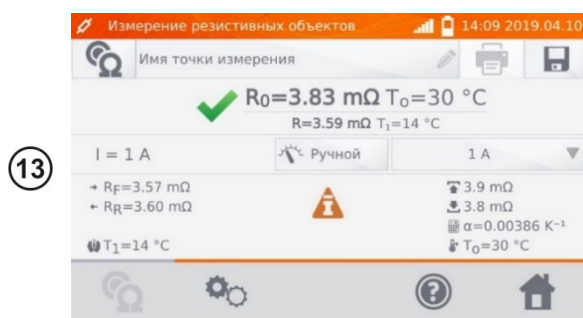 Измерение резистивных объектов 14:09 2019.04.10
Имя точки измерения
R0=3.83 mΩ To=30 °C
R=3.59 mΩ T1=14 °C
13
I = 1 A Ручной 1 A
→ RF=3.57 mΩ 3.9 mΩ
← RR=3.60 mΩ 3.8 mΩ
α=0.00386 K⁻¹
T1=14 °C To=30 °C